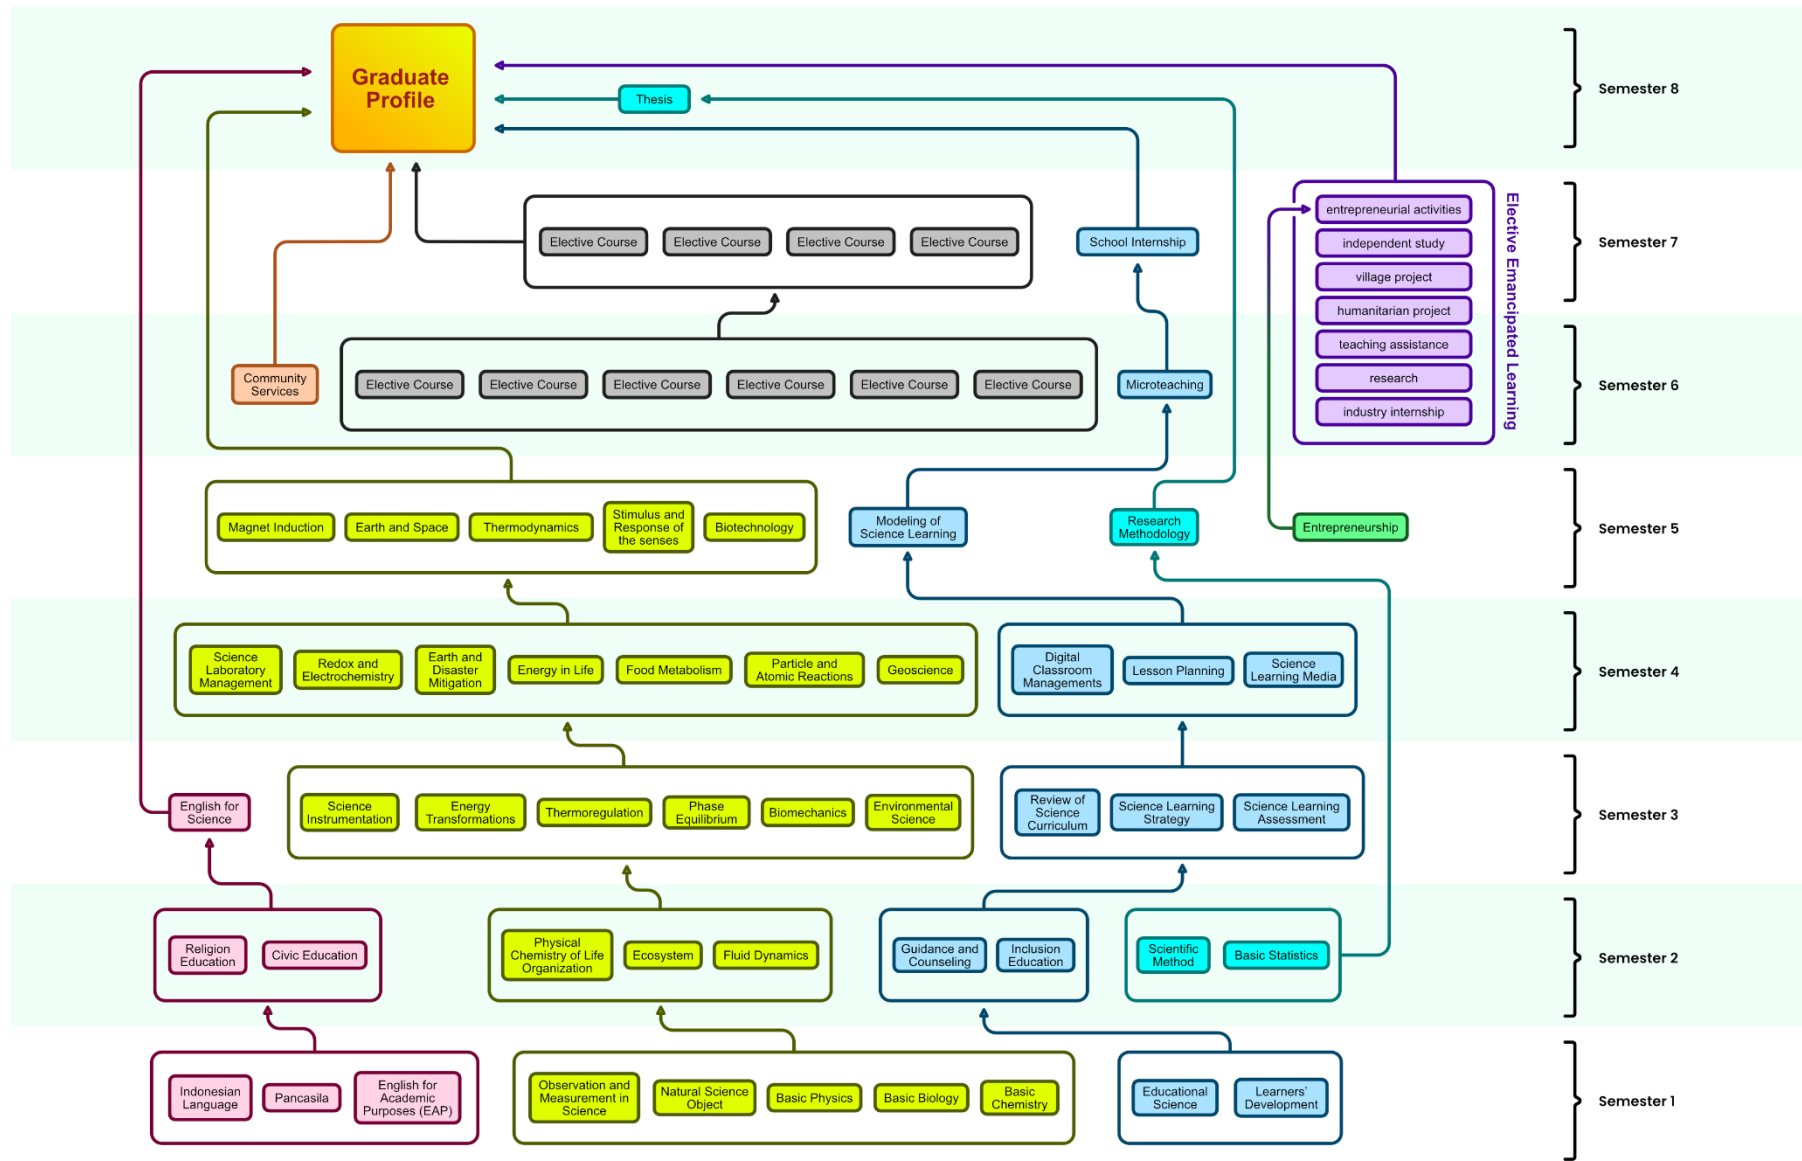 Graduate
Profile
Thesis
Semester 8
Elective Course
Elective Course
Elective Course
Elective Course
School Internship
entrepreneurial activities
independent study
village project
humanitarian project
teaching assistance
research
industry internship
Elective Emancipated Learning
Semester 7
Community
Services
Elective Course
Elective Course
Elective Course
Elective Course
Elective Course
Elective Course
Microteaching
Semester 6
Magnet Induction
Earth and Space
Thermodynamics
Stimulus and
Response of
the senses
Biotechnology
Modeling of
Science Learning
Research
Methodology
Entrepreneurship
Semester 5
Science
Laboratory
Management
Redox and
Electrochemistry
Earth and
Disaster
Mitigation
Energy in Life
Food Metabolism
Particle and
Atomic Reactions
Geoscience
Digital
Classroom
Managements
Lesson Planning
Science
Learning Media
Semester 4
English for
Science
Science
Instrumentation
Energy
Transformations
Thermoregulation
Phase
Equilibrium
Biomechanics
Environmental
Science
Review of
Science
Curriculum
Science Learning
Strategy
Science Learning
Assessment
Semester 3
Religion
Education
Civic Education
Physical
Chemistry of Life
Organization
Ecosystem
Fluid Dynamics
Guidance and
Counseling
Inclusion
Education
Scientific
Method
Basic Statistics
Semester 2
Indonesian
Language
Pancasila
English for
Academic
Purposes (EAP)
Observation and
Measurement in
Science
Natural Science
Object
Basic Physics
Basic Biology
Basic
Chemistry
Educational
Science
Learners'
Development
Semester 1